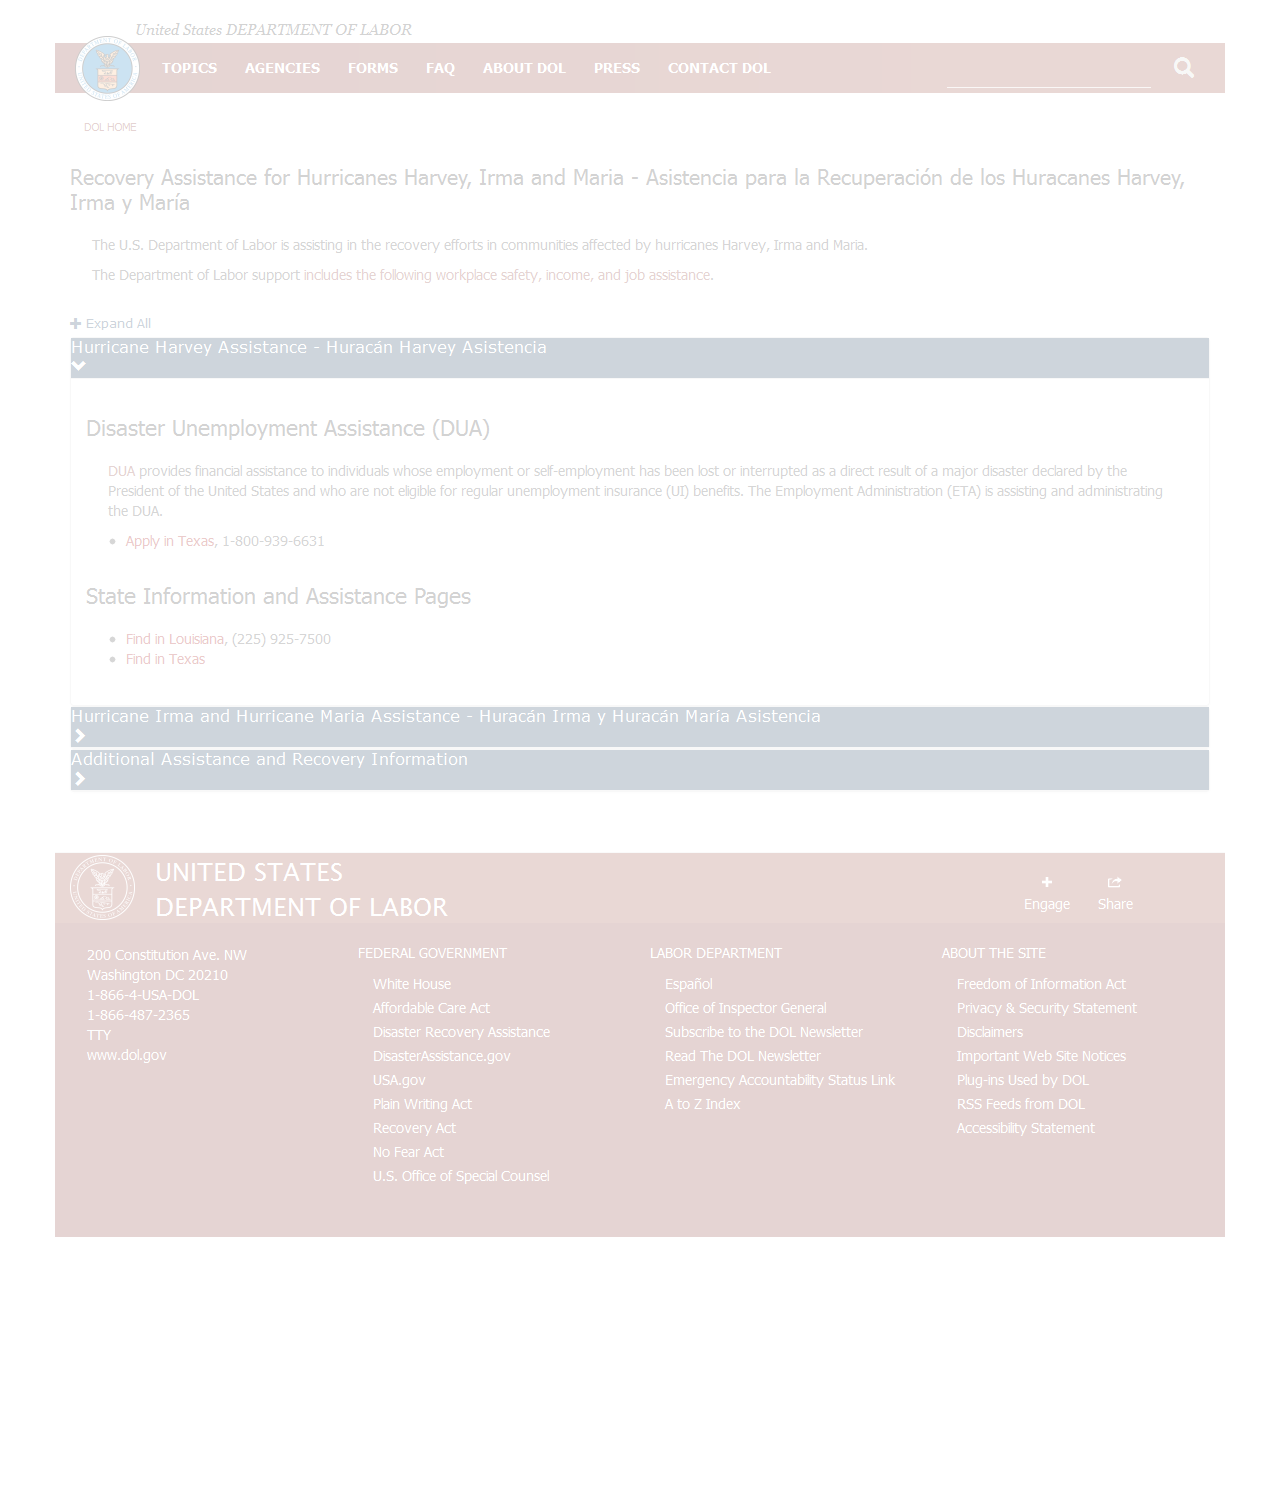 United States DEPARTMENT OF LABOR
TOPICS AGENCIES FORMS FAQ ABOUT DOL PRESS CONTACT DOL
DOL HOME
Recovery Assistance for Hurricanes Harvey, Irma and Maria - Asistencia para la Recuperación de los Huracanes Harvey,
Irma y María
The U.S. Department of Labor is assisting in the recovery efforts in communities affected by hurricanes Harvey, Irma and Maria.
The Department of Labor support includes the following workplace safety, income, and job assistance.
Expand All
Hurricane Harvey Assistance - Huracán Harvey Asistencia
Disaster Unemployment Assistance (DUA)
DUA provides financial assistance to individuals whose employment or self-employment has been lost or interrupted as a direct result of a major disaster declared by the
President of the United States and who are not eligible for regular unemployment insurance (UI) benefits. The Employment Administration (ETA) is assisting and administrating
the DUA.
Apply in Texas, 1-800-939-6631
State Information and Assistance Pages
Find in Louisiana, (225) 925-7500
Find in Texas
Hurricane Irma and Hurricane Maria Assistance - Huracán Irma y Huracán María Asistencia
Additional Assistance and Recovery Information
UNITED STATES
DEPARTMENT OF LABOR
Engage Share
200 Constitution Ave. NW
Washington DC 20210
1-866-4-USA-DOL
1-866-487-2365
TTY
www.dol.gov
FEDERAL GOVERNMENT
White House
Affordable Care Act
Disaster Recovery Assistance
DisasterAssistance.gov
USA.gov
Plain Writing Act
Recovery Act
No Fear Act
U.S. Office of Special Counsel
LABOR DEPARTMENT
Español
Office of Inspector General
Subscribe to the DOL Newsletter
Read The DOL Newsletter
Emergency Accountability Status Link
A to Z Index
ABOUT THE SITE
Freedom of Information Act
Privacy & Security Statement
Disclaimers
Important Web Site Notices
Plug-ins Used by DOL
RSS Feeds from DOL
Accessibility Statement